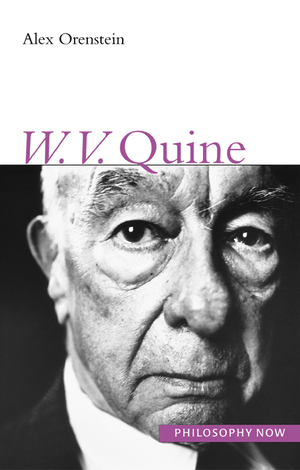 Alex Orenstein
W. V. Quine
PHILOSOPHY NOW